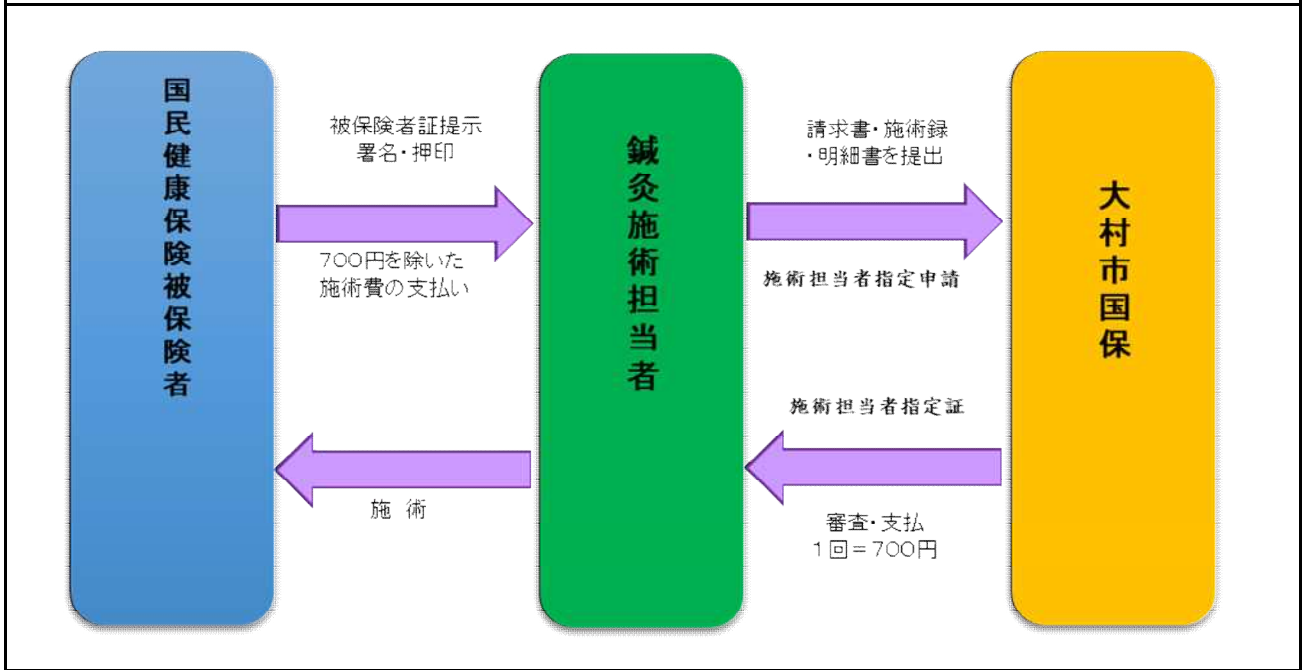 国民健康保険被保険者
被保険者証提示
署名・押印
700円を除いた
施術費の支払い
施 術
鍼灸施術担当者
請求書・施術録
・明細書を提出
施術担当者指定申請
施術担当者指定証
審査・支払
1回=700円
大村市国保